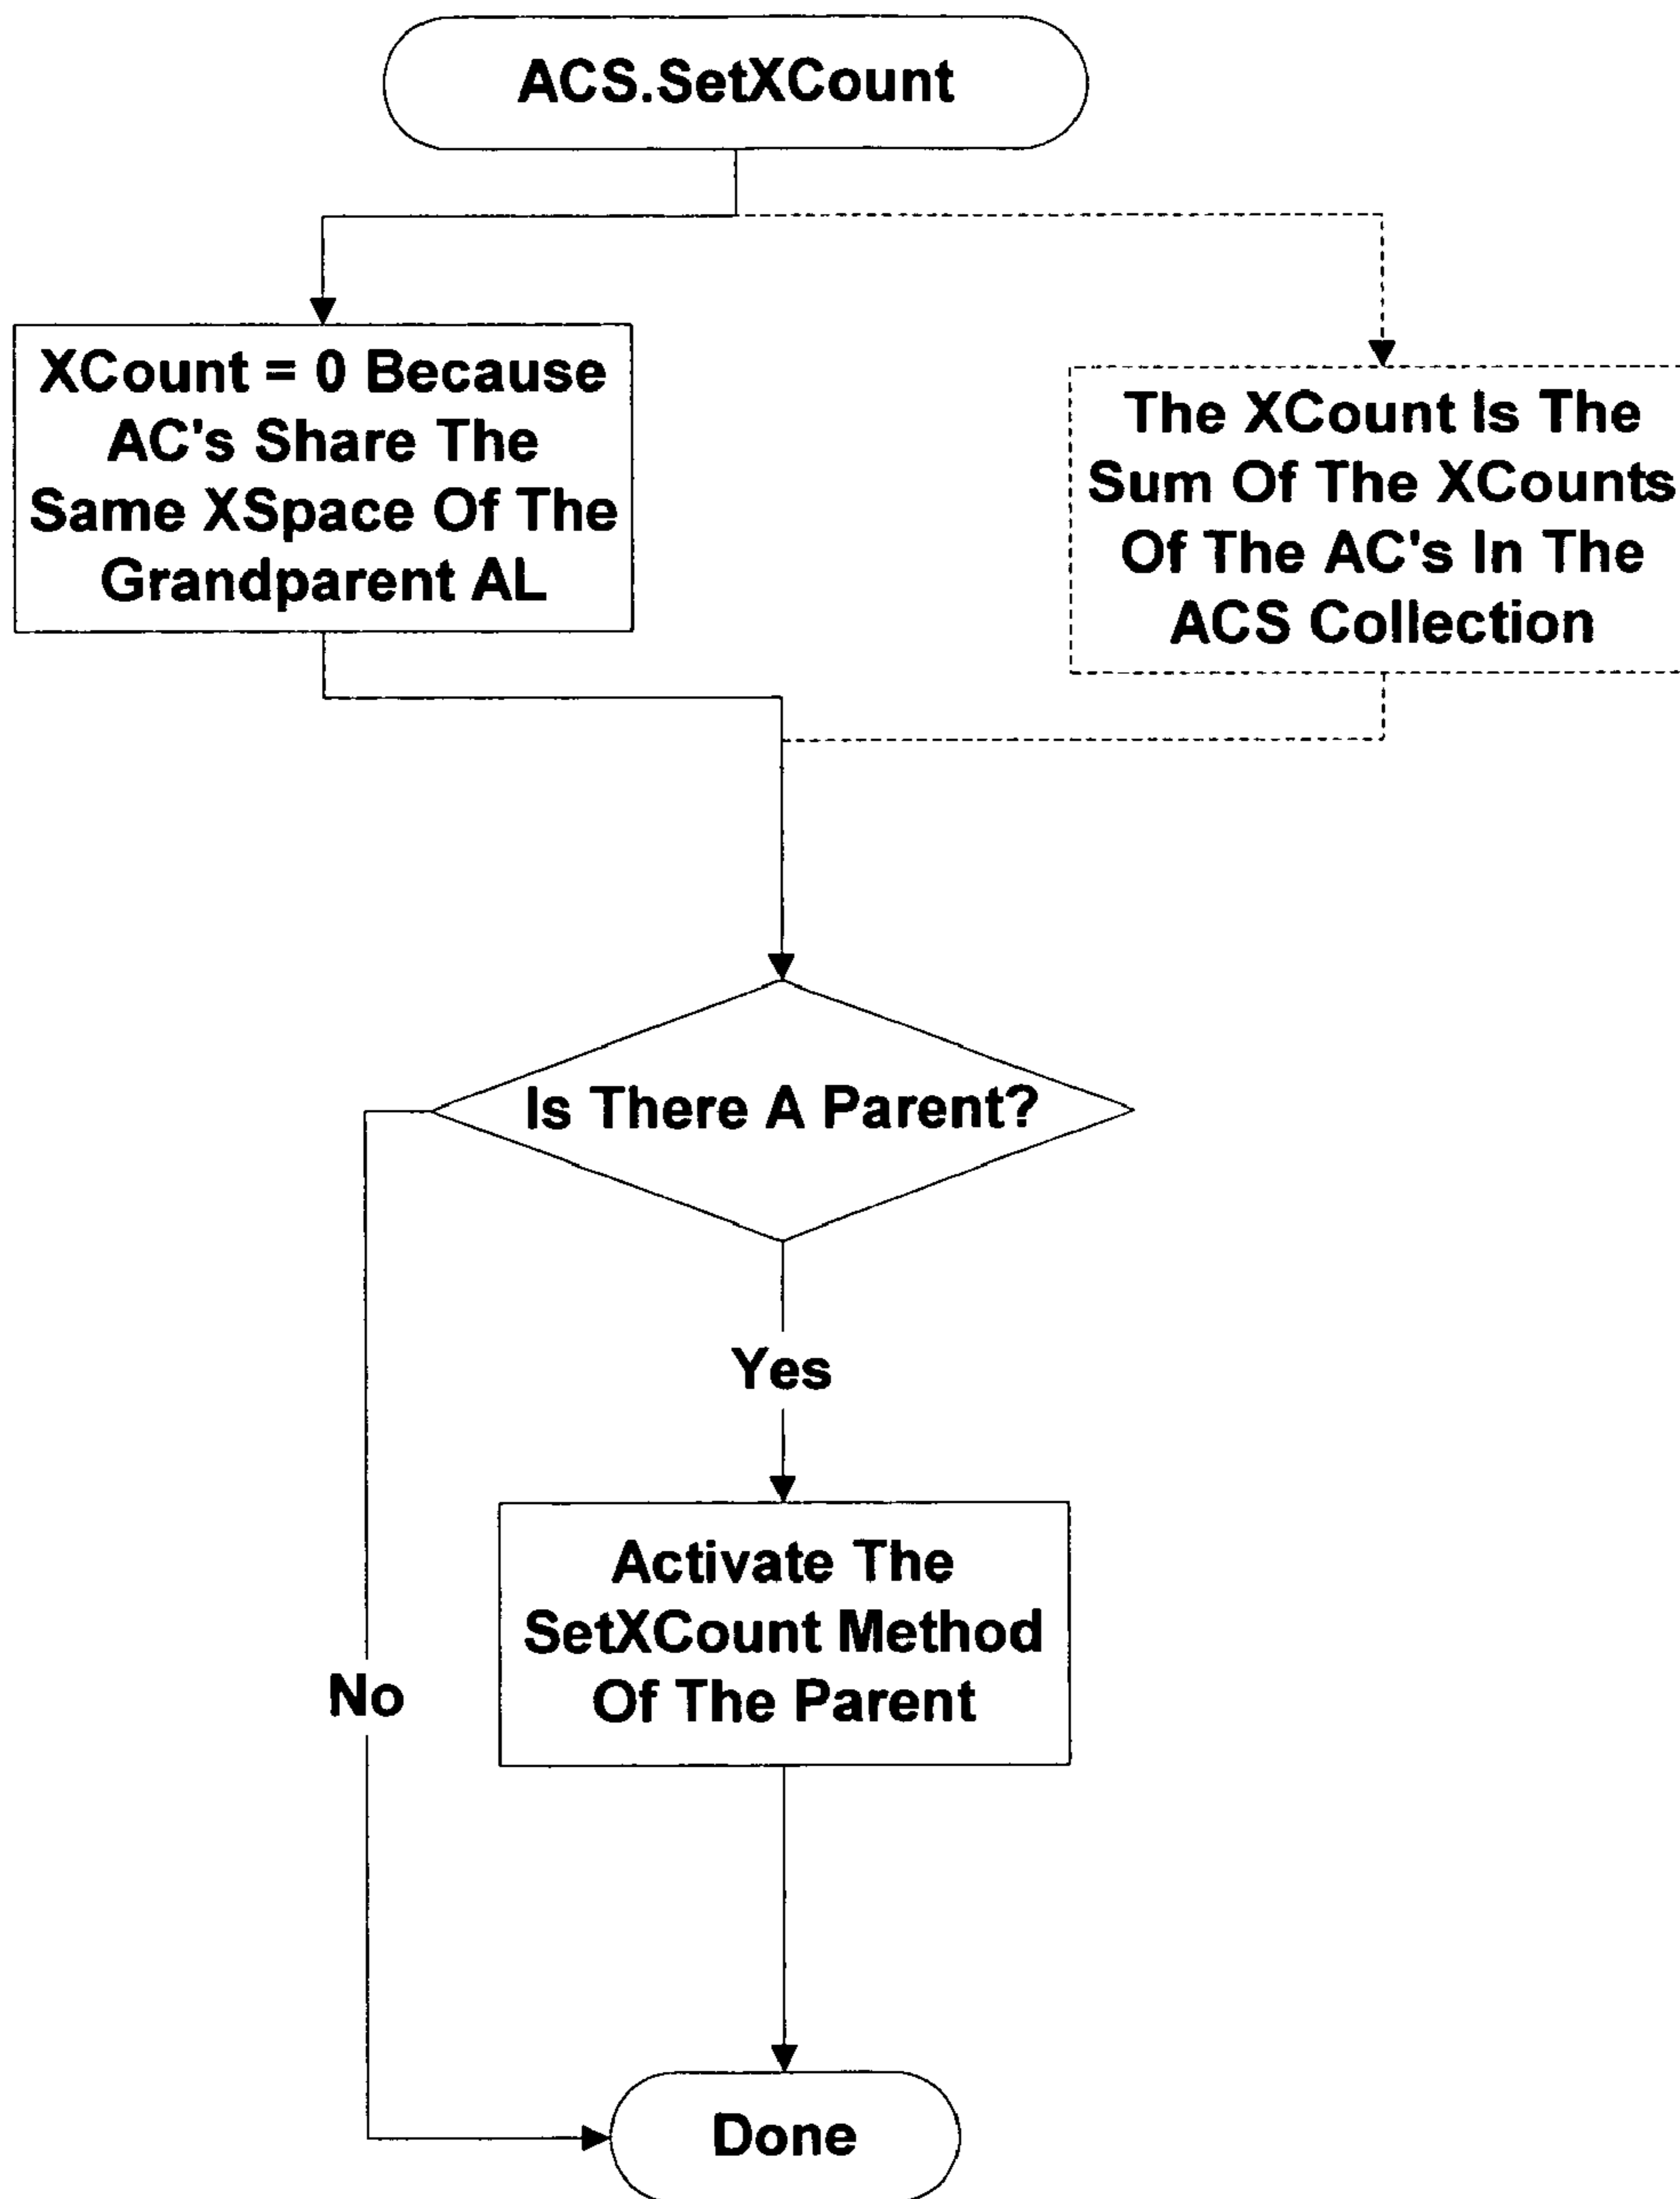 ACS.SetXCount
XCount = 0 Because
AC's Share The
Same XSpace Of The
Grandparent AL
The XCount Is The
Sum Of The XCounts
Of The AC's In The
ACS Collection
Is There A Parent?
Yes
Activate The
SetXCount Method
Of The Parent
No
Done